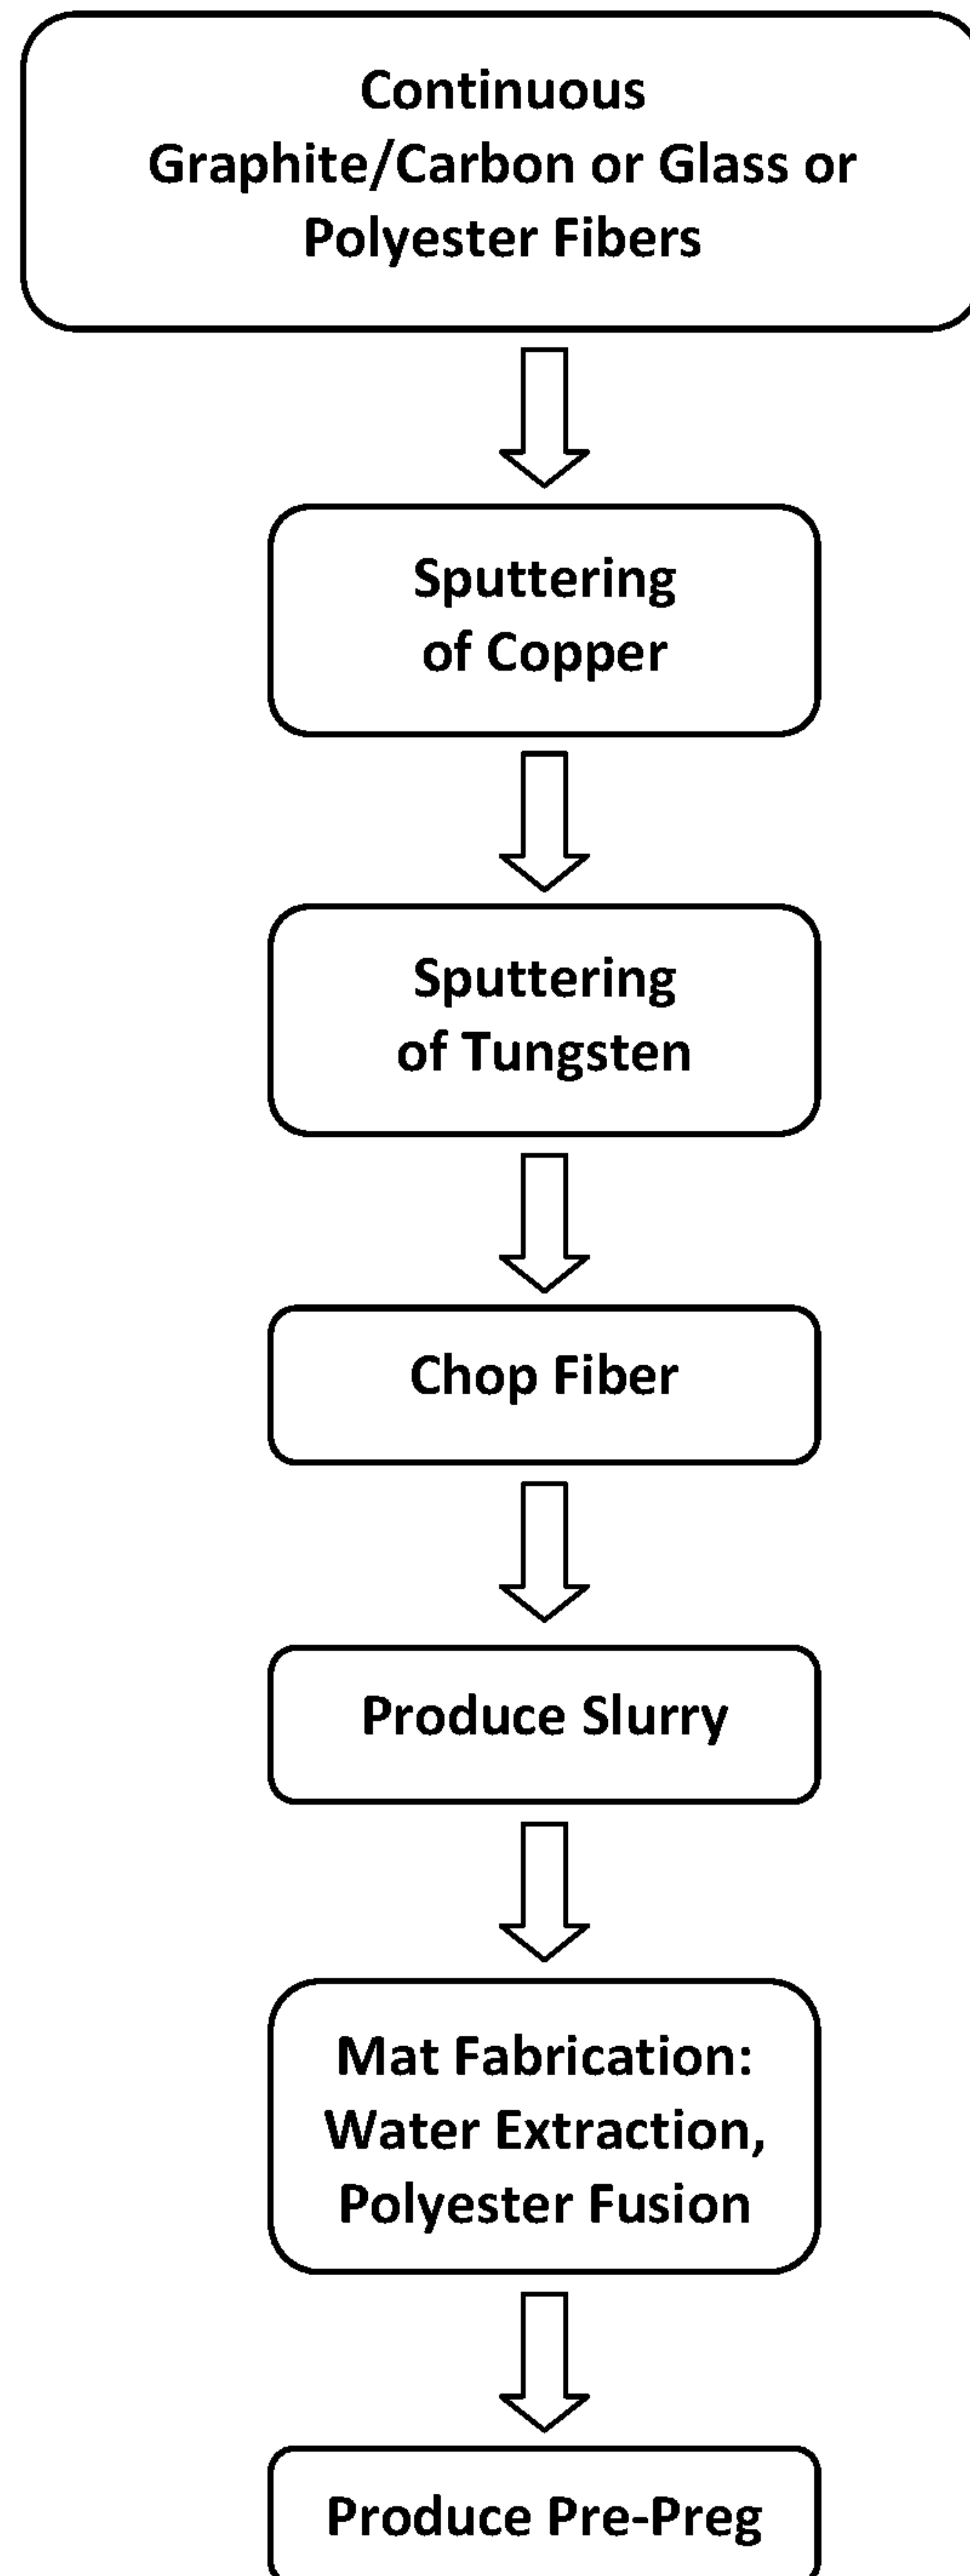 Continuous
Graphite/Carbon or Glass or
Polyester Fibers
Sputtering
of Copper
Sputtering
of Tungsten
Chop Fiber
Produce Slurry
Mat Fabrication:
Water Extraction,
Polyester Fusion
Produce Pre-Preg